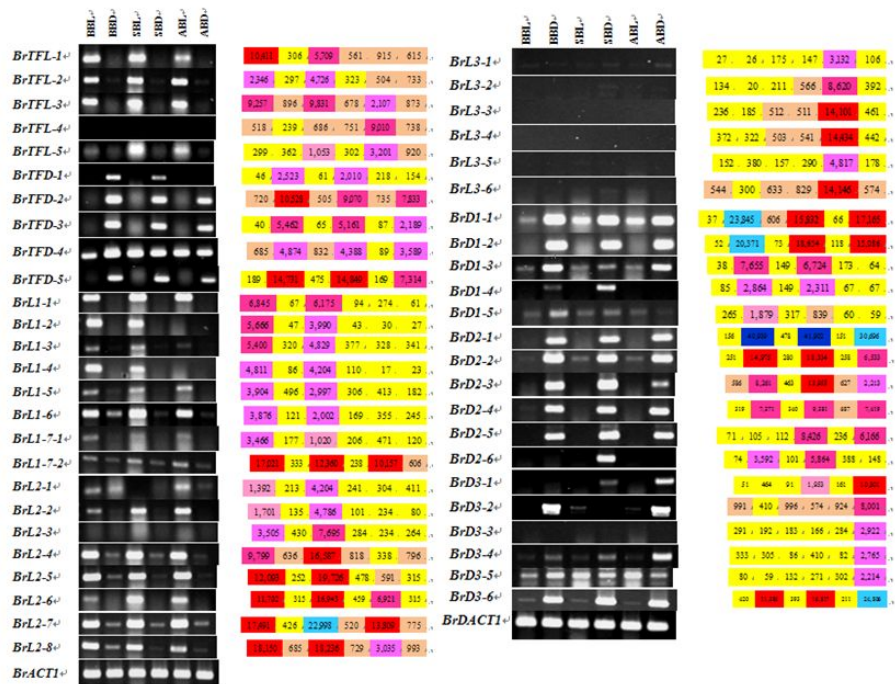 BBL BBD SBL SBD ABL ABD
BrTFL-1 306 5,709 561 915 615
BrTFL-2 2,346 297 4,726 323 504 733
BrTFL-3 9,257 896 9,831 678 2,107 873
BrTFL-4 518 239 686 751 9,010 738
BrTFL-5 299 362 1,053 302 3,201 920
BrTFD-1 46 2,523 61 2,010 218 154
BrTFD-2 720 505 9,070 735 7,833
BrTFD-3 40 5,462 65 5,161 87 2,189
BrTFD-4 685 4,874 832 4,388 89 3,589
BrTFD-5 189 475 169 7,314
BrL1-1 6,845 67 6,175 94 274 61
BrL1-2 5,666 47 3,990 43 30 27
BrL1-3 5,400 320 4,829 377 328 341
BrL1-4 4,811 86 4,204 110 17 23
BrL1-5 3,904 496 2,997 306 413 182
BrL1-6 3,876 121 2,002 169 355 245
BrL1-7-1 3,466 177 1,020 206 471 120
BrL1-7-2 333 238 606
BrL2-1 1,392 213 4,204 241 304 411
BrL2-2 1,701 135 4,786 101 234 80
BrL2-3 3,505 430 7,695 284 234 264
BrL2-4 9,799 636 818 338 796
BrL2-5 252 478 591 315
BrL2-6 315 459 6,921 315
BrL2-7 426 22,998 520 775
BrL2-8 685 729 3,035 993
BrACT1
BBL BBD SBL SBD ABL ABD
BrL3-1 27 26 175 147 3,132 106
BrL3-2 134 20 211 566 8,620 392
BrL3-3 236 185 512 511 461
BrL3-4 372 322 503 541 442
BrL3-5 152 380 157 290 4,817 178
BrL3-6 544 300 633 829 574
BrD1-1 37 23,845 606 66
BrD1-2 52 20,371 73 118
BrD1-3 38 7,655 149 6,724 173 64
BrD1-4 85 2,864 149 2,311 67 67
BrD1-5 265 1,879 317 839 60 59
BrD2-1 478 151
BrD2-2
BrD2-3
BrD2-4
BrD2-5 71 105 112 8,426 236 6,166
BrD2-6 74 5,592 101 5,864 388 148
BrD3-1 464 91
BrD3-2 991 410 996 574 924 8,001
BrD3-3 291 192 183 166 284 2,922
BrD3-4 333 305 86 410 82 2,765
BrD3-5 80 59 132 271 302 2,214
BrD3-6
BrDACT1